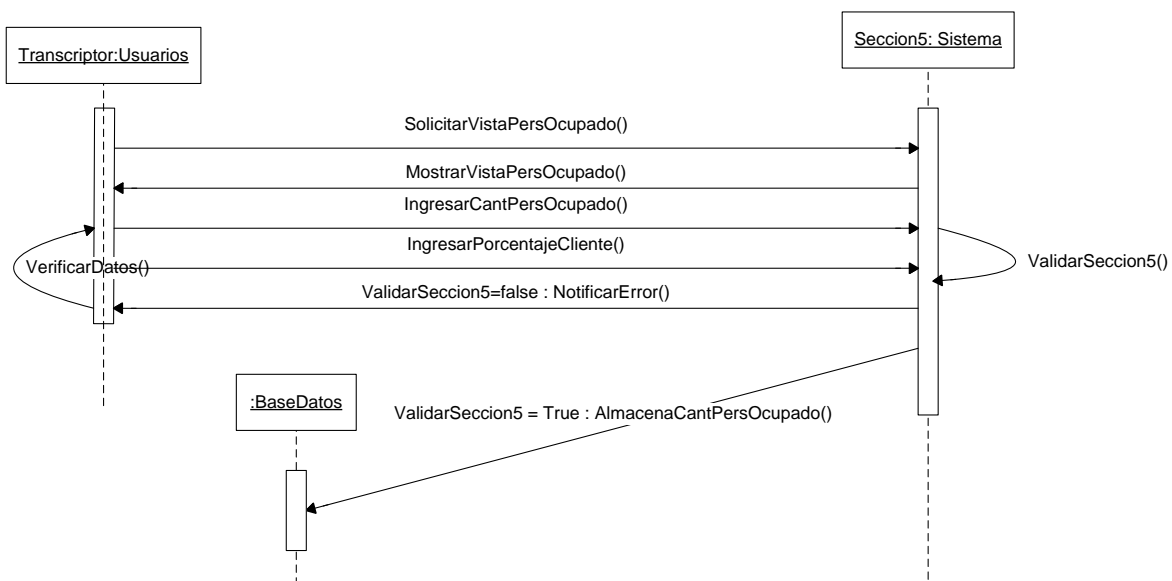 Transcriptor:Usuarios
Seccion5: Sistema
SolicitarVistaPersOcupado()
MostrarVistaPersOcupado()
IngresarCantPersOcupado()
IngresarPorcentajeCliente()
VerificarDatos()
ValidarSeccion5()
ValidarSeccion5=false : NotificarError()
:BaseDatos
ValidarSeccion5 = True : AlmacenaCantPersOcupado()